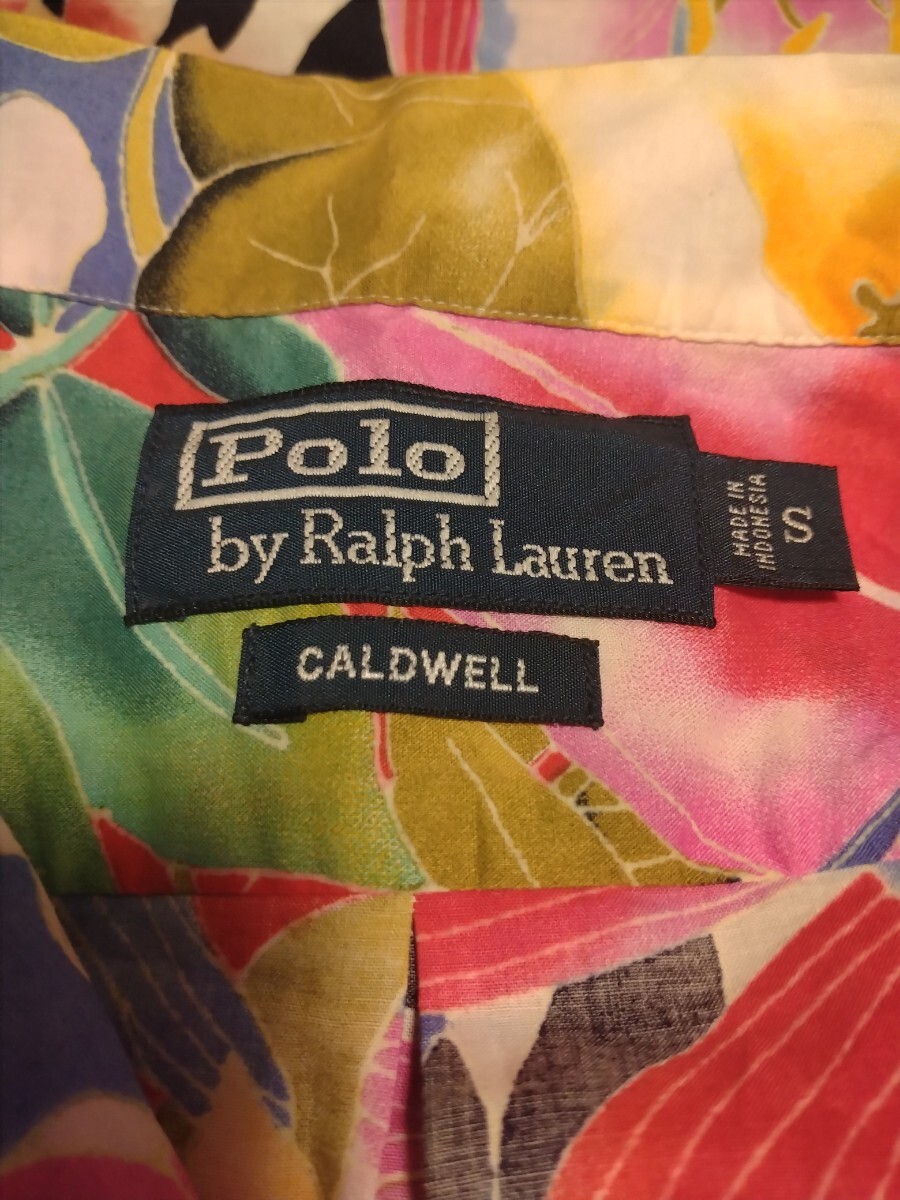 Polo
by Ralph Lauren
MADE IN
INDONESIA
S
CALDWELL